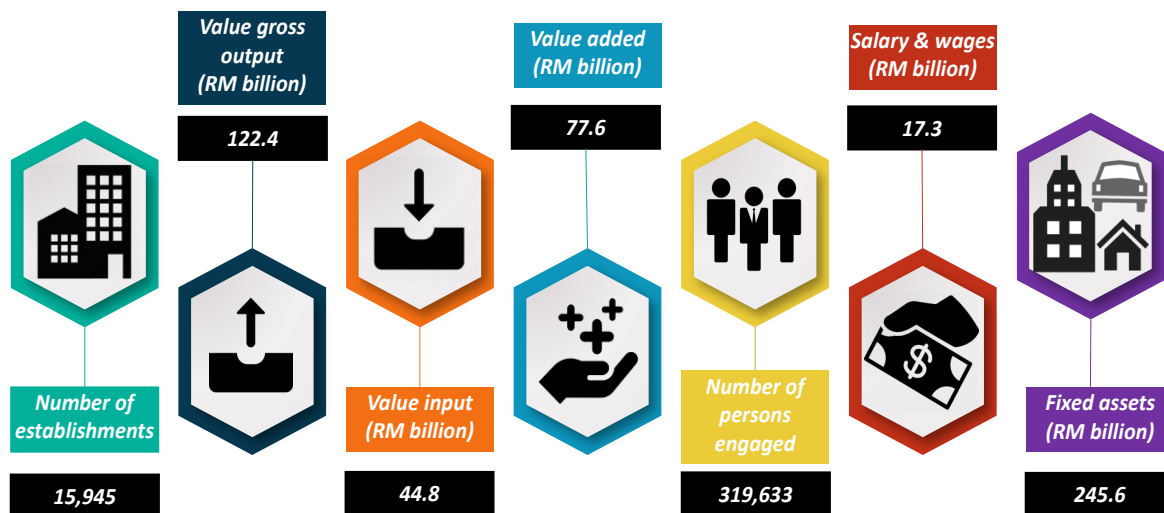 Number of
establishments
15,945
Value gross
output
(RM billion)
122.4
Value input
(RM billion)
44.8
Value added
(RM billion)
77.6
Number of
persons
engaged
319,633
Salary & wages
(RM billion)
17.3
$
Fixed assets
(RM billion)
245.6